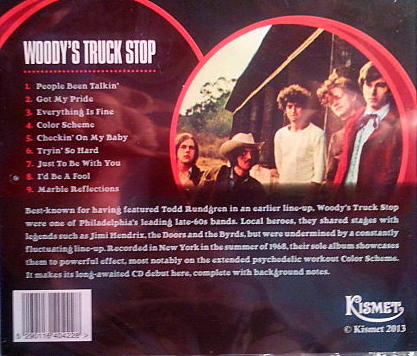 WOODY'S TRUCK STOP
1. People Been Talkin'
2. Got My Pride
3. Everything Is Fine
4. Color Scheme
5. Checkin' On My Baby
6. Tryin' So Hard
7. Just To Be With You
8. I'd Be A Fool
9. Marble Reflections
Best-known for having featured Todd Rundgren in an earlier line-up, Woody's Truck Stop
were one of Philadelphia's leading late-60s bands. Local heroes, they shared stages with
legends such as Jimi Hendrix, the Doors and the Byrds, but were undermined by a constantly
fluctuating line-up. Recorded in New York in the summer of 1968, their sole album showcases
them to powerful effect, most notably on the extended psychedelic workout Color Scheme.
It makes its long-awaited CD debut here, complete with background notes.
5 290116 404228 >
KISMET
© Kismet 2013